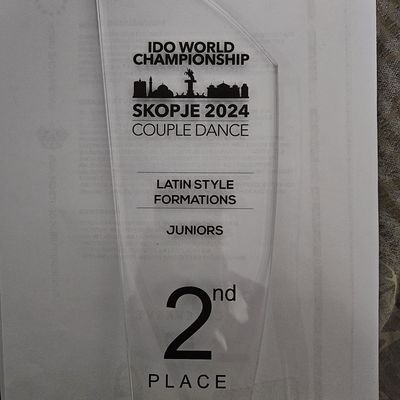 IDO WORLD
CHAMPIONSHIP
SKOPJE 2024
COUPLE DANCE
LATIN STYLE
FORMATIONS
JUNIORS
2nd
PLACE